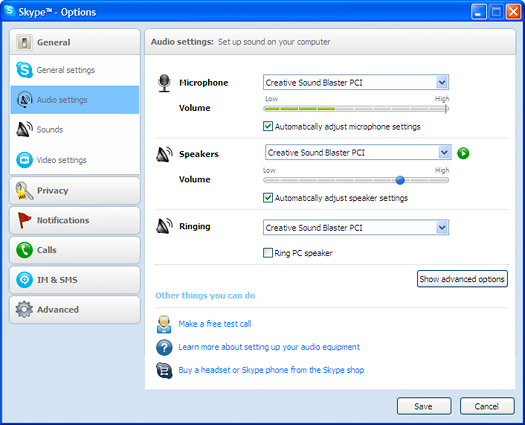 Skype™ - Options
General
General settings
Audio settings
Sounds
Video settings
Privacy
Notifications
Calls
IM & SMS
Advanced
Audio settings: Set up sound on your computer
Microphone
Creative Sound Blaster PCI
Volume
Low High
Automatically adjust microphone settings
Speakers
Creative Sound Blaster PCI
Volume
Low High
Automatically adjust speaker settings
Ringing
Creative Sound Blaster PCI
Ring PC speaker
Show advanced options
Other things you can do
Make a free test call
Learn more about setting up your audio equipment
Buy a headset or Skype phone from the Skype shop
Save
Cancel